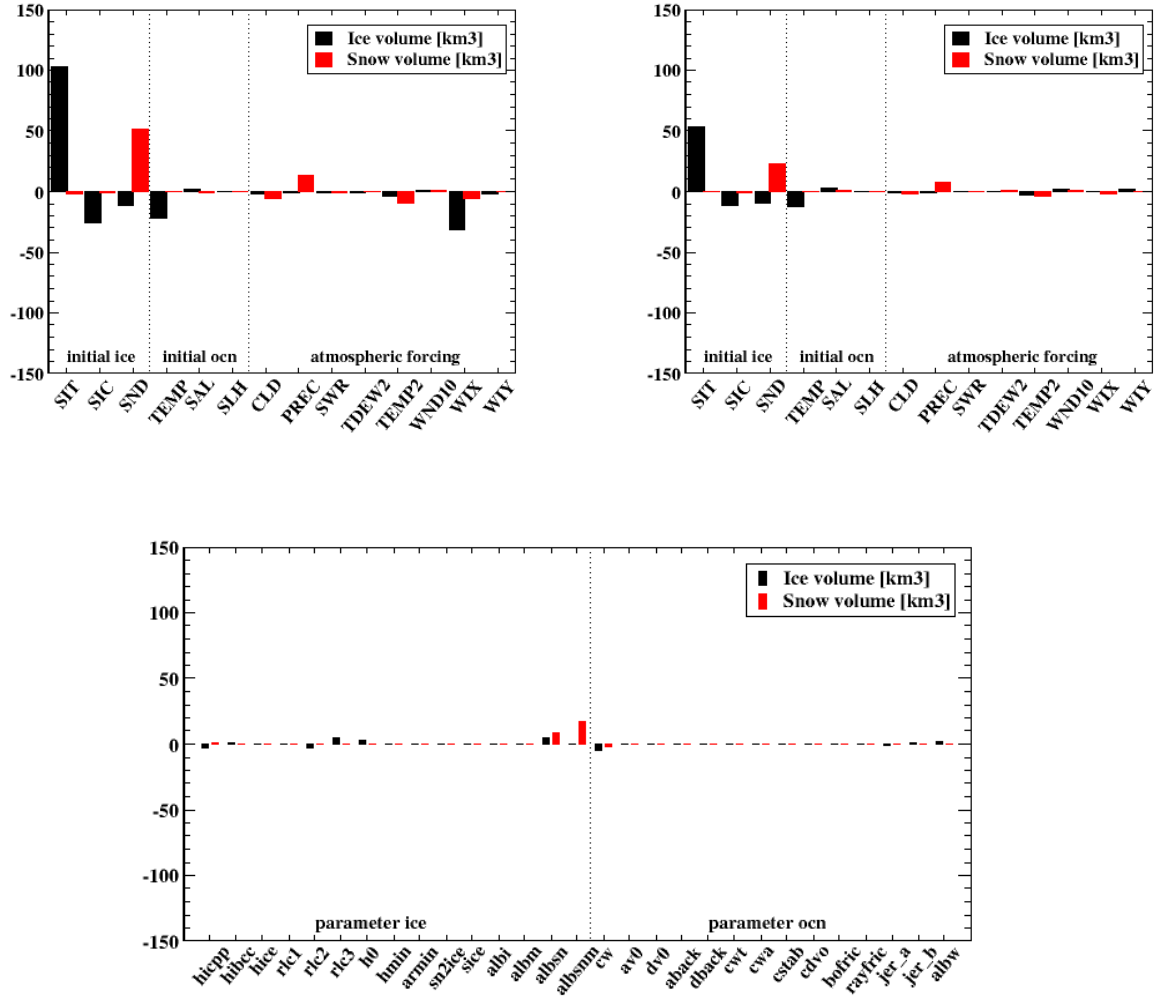 150
100
50
0
-50
-100
-150
Ice volume [km3]
Snow volume [km3]
initial ice
initial ocn
atmospheric forcing
SIT
SIC
SND
TEMP
SAL
SLH
CLD
PREC
SWR
TDEW2
TEMP2
WND10
WIX
WIY
150
100
50
0
-50
-100
-150
Ice volume [km3]
Snow volume [km3]
initial ice
initial ocn
atmospheric forcing
SIT
SIC
SND
TEMP
SAL
SLH
CLD
PREC
SWR
TDEW2
TEMP2
WND10
WIX
WIY
150
100
50
0
-50
-100
-150
Ice volume [km3]
Snow volume [km3]
parameter ice
parameter ocn
hicpp
hibcc
hice
rlc1
rlc2
rlc3
h0
hmin
armin
sn2ice
sice
albi
albm
albsn
albsnm
cw
av0
dv0
aback
dback
cwt
cwa
cstab
cdvo
bofric
rayfric
jer_a
jer_b
albw